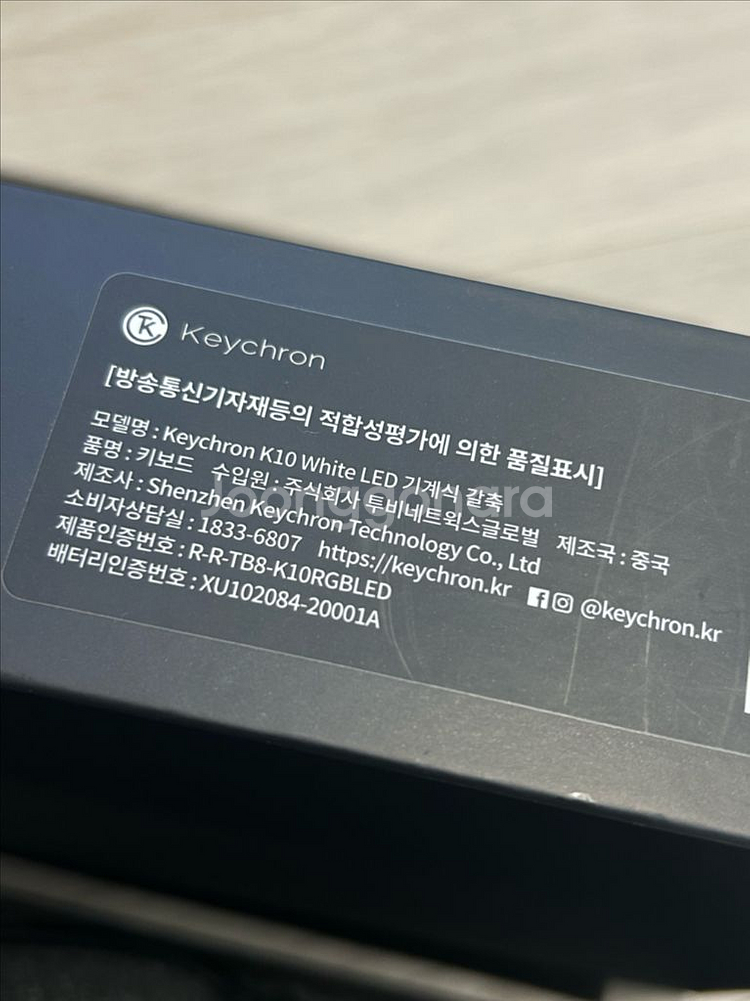 Keychron
[방송통신기자재등의 적합성평가에 의한 품질표시]
모델명 : Keychron K10 White LED 기계식 갈축
품명 : 키보드 수입원 : 주식회사 투비네트웍스글로벌 제조국 : 중국
제조사 : Shenzhen Keychron Technology Co., Ltd
소비자상담실 : 1833-6807 https://keychron.kr @keychron.kr
제품인증번호 : R-R-TB8-K10RGBLED
배터리인증번호 : XU102084-20001A
Joonggonara